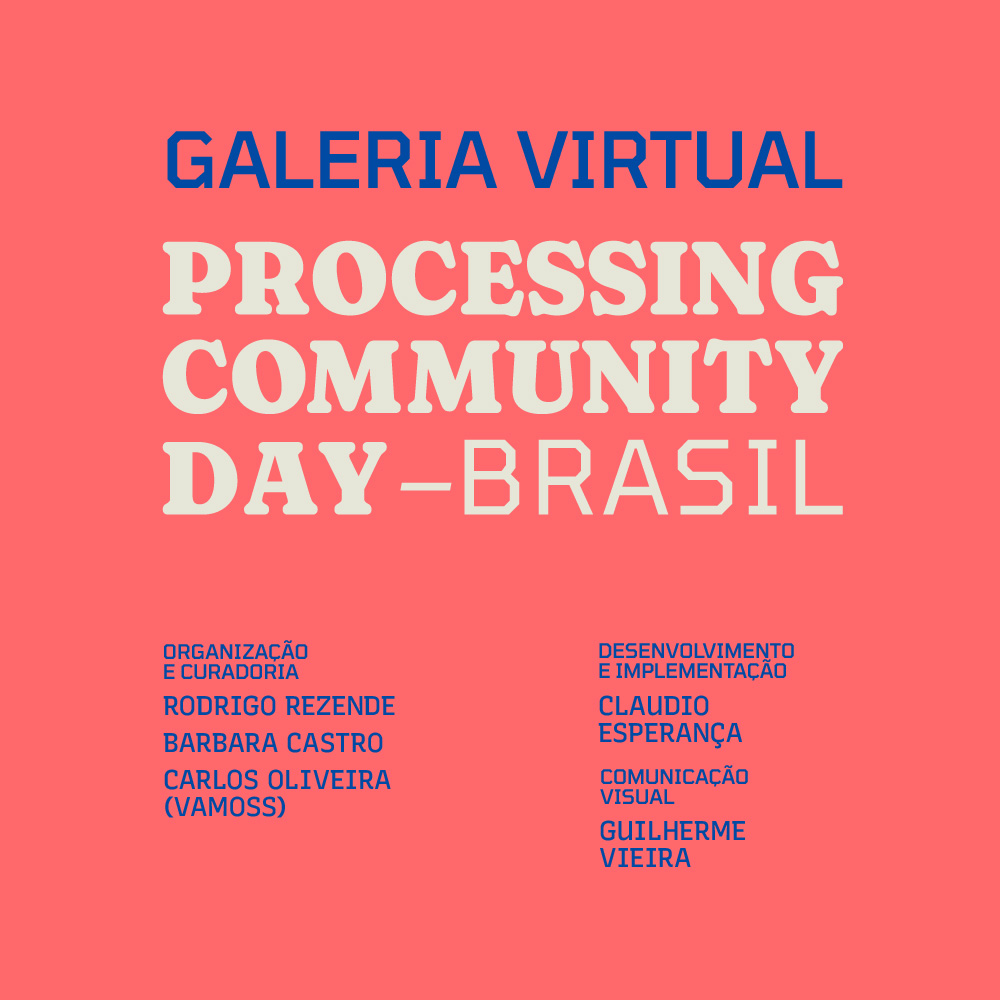 GALERIA VIRTUAL
PROCESSING
COMMUNITY
DAY –BRASIL
ORGANIZAÇÃO
E CURADORIA
RODRIGO REZENDE
BARBARA CASTRO
CARLOS OLIVEIRA
(VAMOSS)
DESENVOLVIMENTO
E IMPLEMENTAÇÃO
CLAUDIO
ESPERANÇA
COMUNICAÇÃO
VISUAL
GUILHERME
VIEIRA